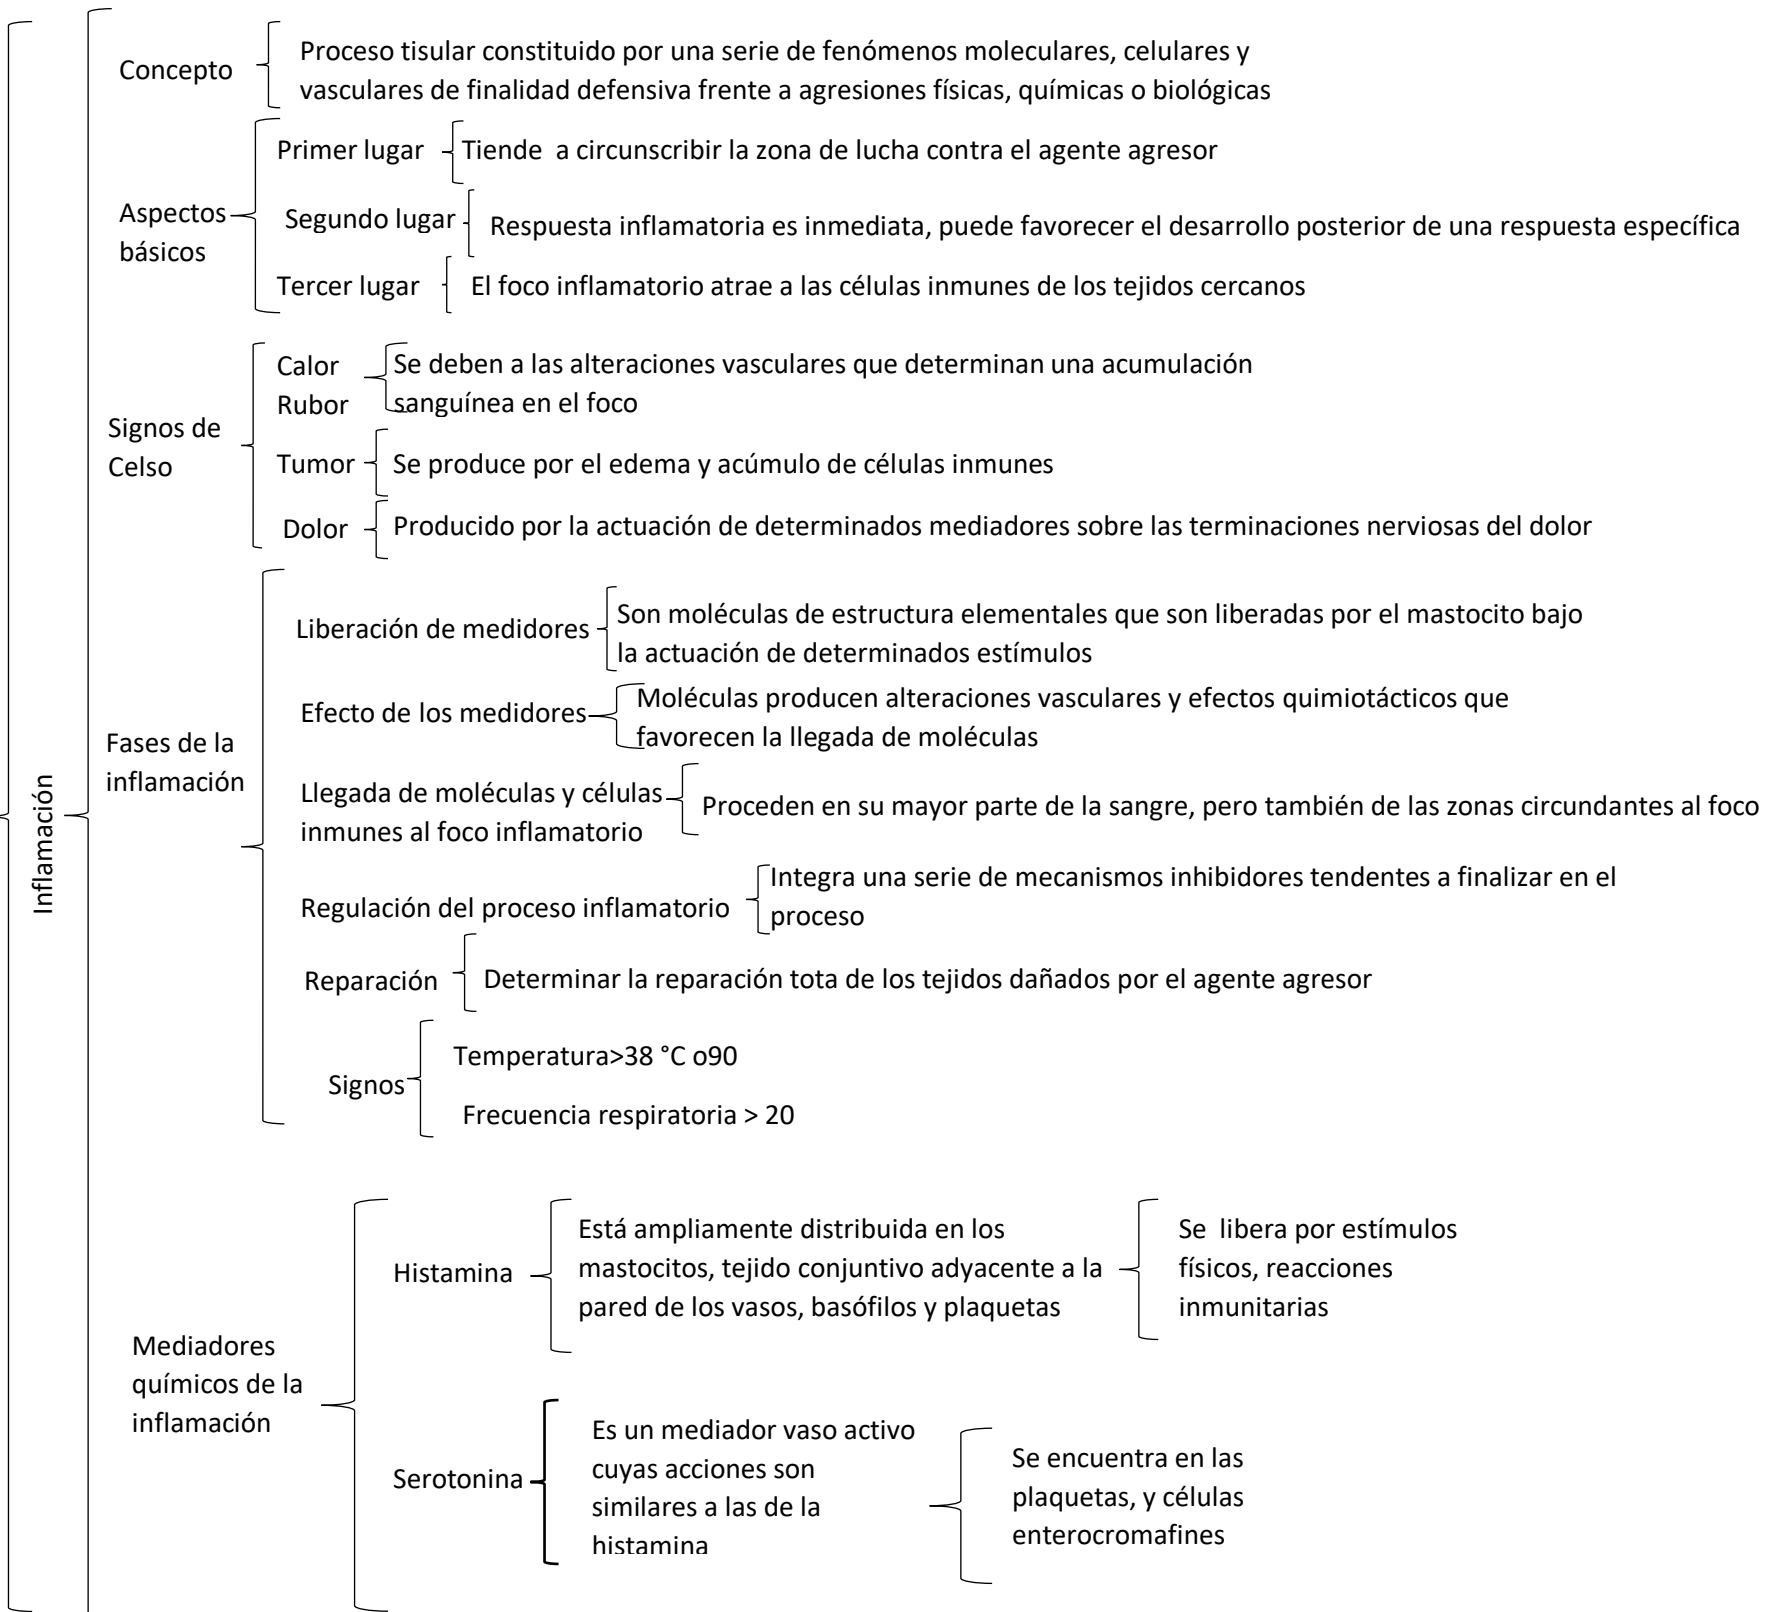 Inflamación
Concepto
Proceso tisular constituido por una serie de fenómenos moleculares, celulares y
vasculares de finalidad defensiva frente a agresiones físicas, químicas o biológicas
Aspectos
básicos
Primer lugar
Tiende a circunscribir la zona de lucha contra el agente agresor
Segundo lugar
Respuesta inflamatoria es inmediata, puede favorecer el desarrollo posterior de una respuesta específica
Tercer lugar
El foco inflamatorio atrae a las células inmunes de los tejidos cercanos
Signos de
Celso
Calor
Rubor
Se deben a las alteraciones vasculares que determinan una acumulación
sanguínea en el foco
Tumor
Se produce por el edema y acúmulo de células inmunes
Dolor
Producido por la actuación de determinados mediadores sobre las terminaciones nerviosas del dolor
Fases de la
inflamación
Liberación de medidores
Son moléculas de estructura elementales que son liberadas por el mastocito bajo
la actuación de determinados estímulos
Efecto de los medidores
Moléculas producen alteraciones vasculares y efectos quimiotácticos que
favorecen la llegada de moléculas
Llegada de moléculas y células
inmunes al foco inflamatorio
Proceden en su mayor parte de la sangre, pero también de las zonas circundantes al foco
Regulación del proceso inflamatorio
Integra una serie de mecanismos inhibidores tendentes a finalizar en el
proceso
Reparación
Determinar la reparación tota de los tejidos dañados por el agente agresor
Signos
Temperatura>38 °C o90
Frecuencia respiratoria > 20
Mediadores
químicos de la
inflamación
Histamina
Está ampliamente distribuida en los
mastocitos, tejido conjuntivo adyacente a la
pared de los vasos, basófilos y plaquetas
Se libera por estímulos
físicos, reacciones
inmunitarias
Serotonina
Es un mediador vaso activo
cuyas acciones son
similares a las de la
histamina
Se encuentra en las
plaquetas, y células
enterocromafines